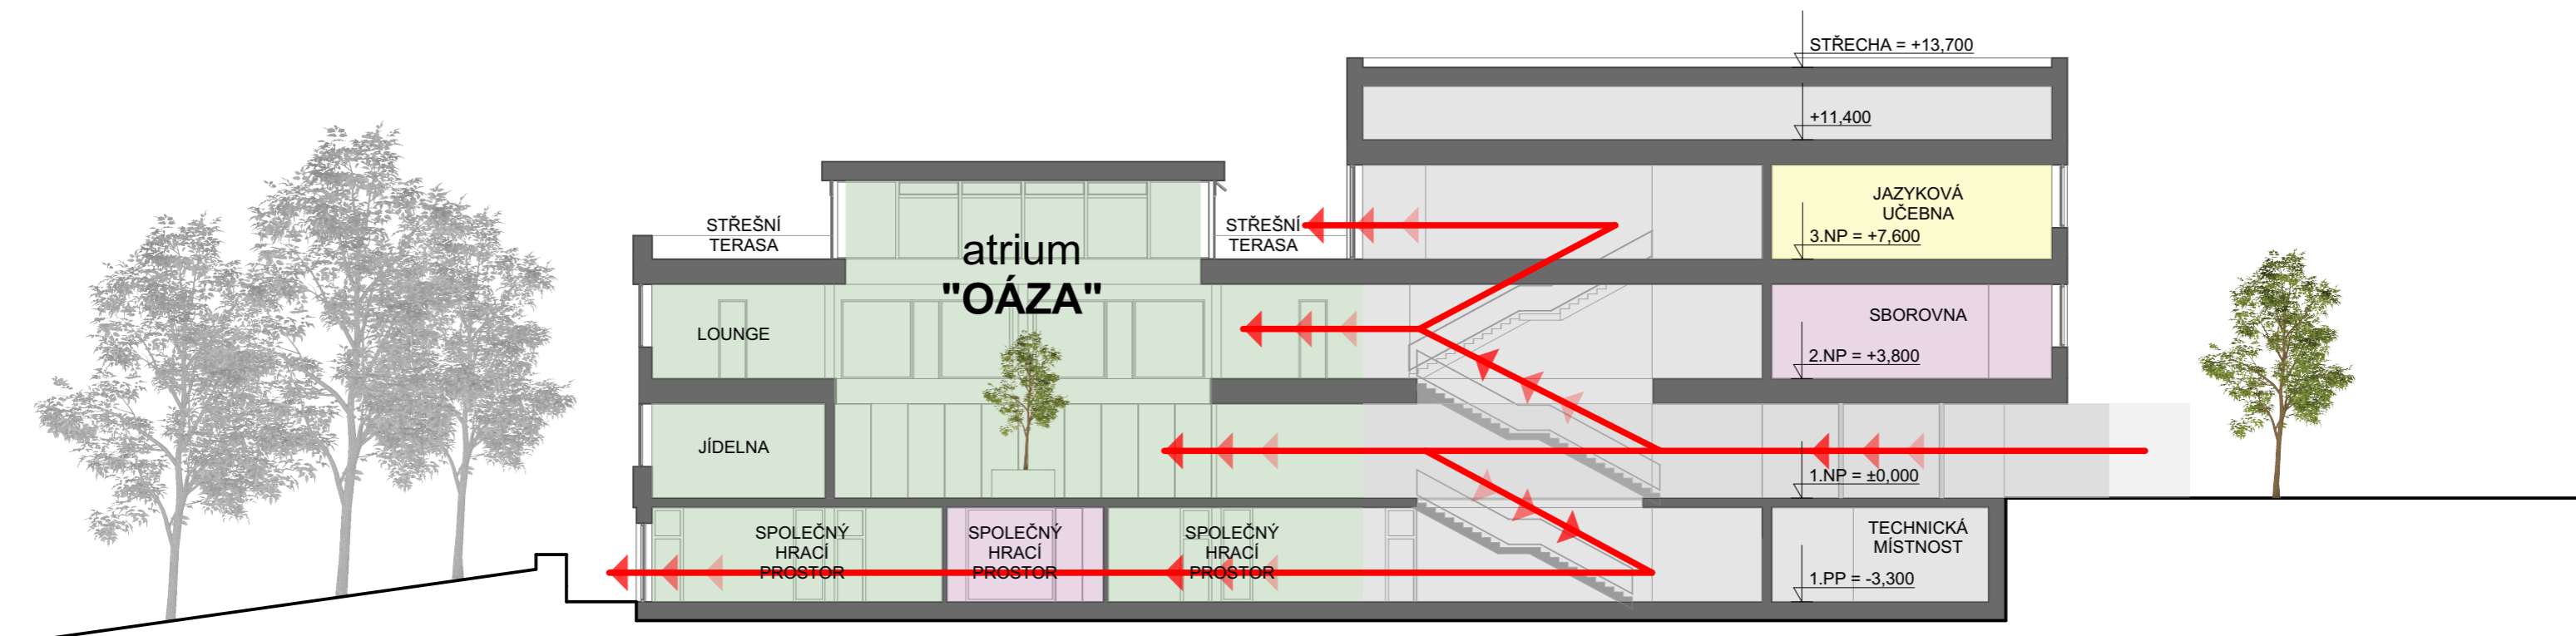 STŘECHA = +13,700
+11,400
JAZYKOVÁ
UČEBNA
3.NP = +7,600
STŘEŠNÍ
TERASA
atrium
"OÁZA"
STŘEŠNÍ
TERASA
LOUNGE
SBOROVNA
2.NP = +3,800
JÍDELNA
1.NP = ±0,000
SPOLEČNÝ
HRACÍ
PROSTOR
SPOLEČNÝ
HRACÍ
PROSTOR
SPOLEČNÝ
HRACÍ
PROSTOR
TECHNICKÁ
MÍSTNOST
1.PP = -3,300